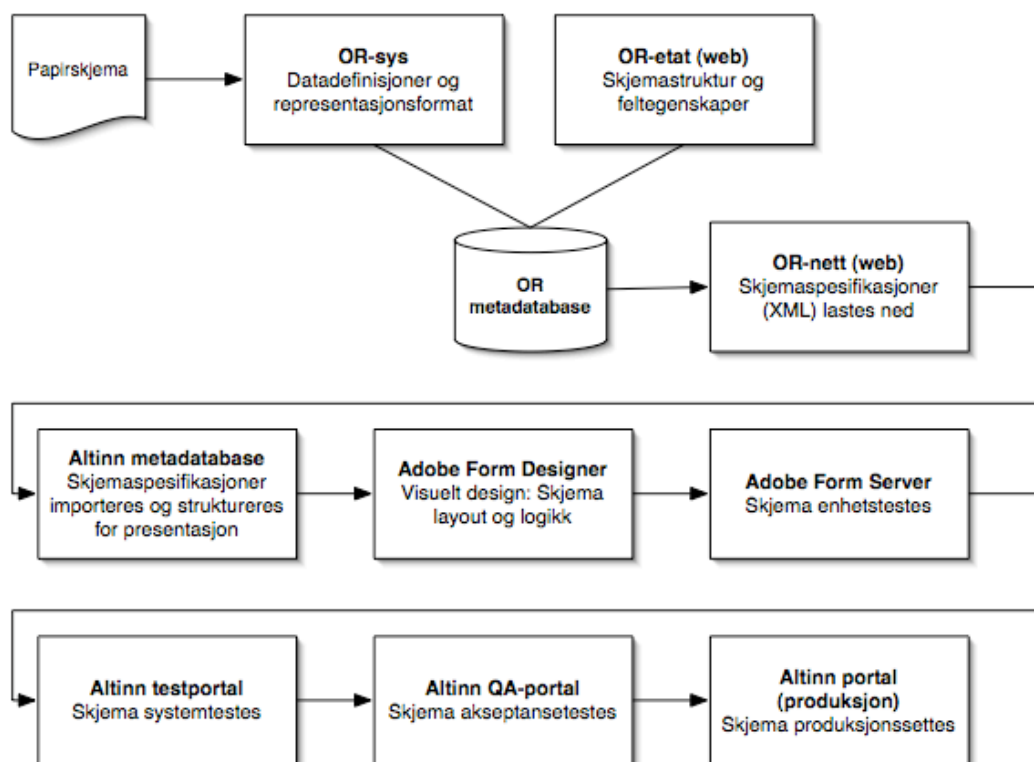 Papirskjema
OR-sys
Datadefinisjoner og
representasjonsformat
OR-etat (web)
Skjemastruktur og
feltegenskaper
OR
metadatabase
OR-nett (web)
Skjemaspesifikasjoner
(XML) lastes ned
Altinn metadatabase
Skjemaspesifikasjoner
importeres og struktureres
for presentasjon
Adobe Form Designer
Visuelt design: Skjema
layout og logikk
Adobe Form Server
Skjema enhetstestes
Altinn testportal
Skjema systemtestes
Altinn QA-portal
Skjema akseptansetestes
Altinn portal
(produksjon)
Skjema produksjonssettes